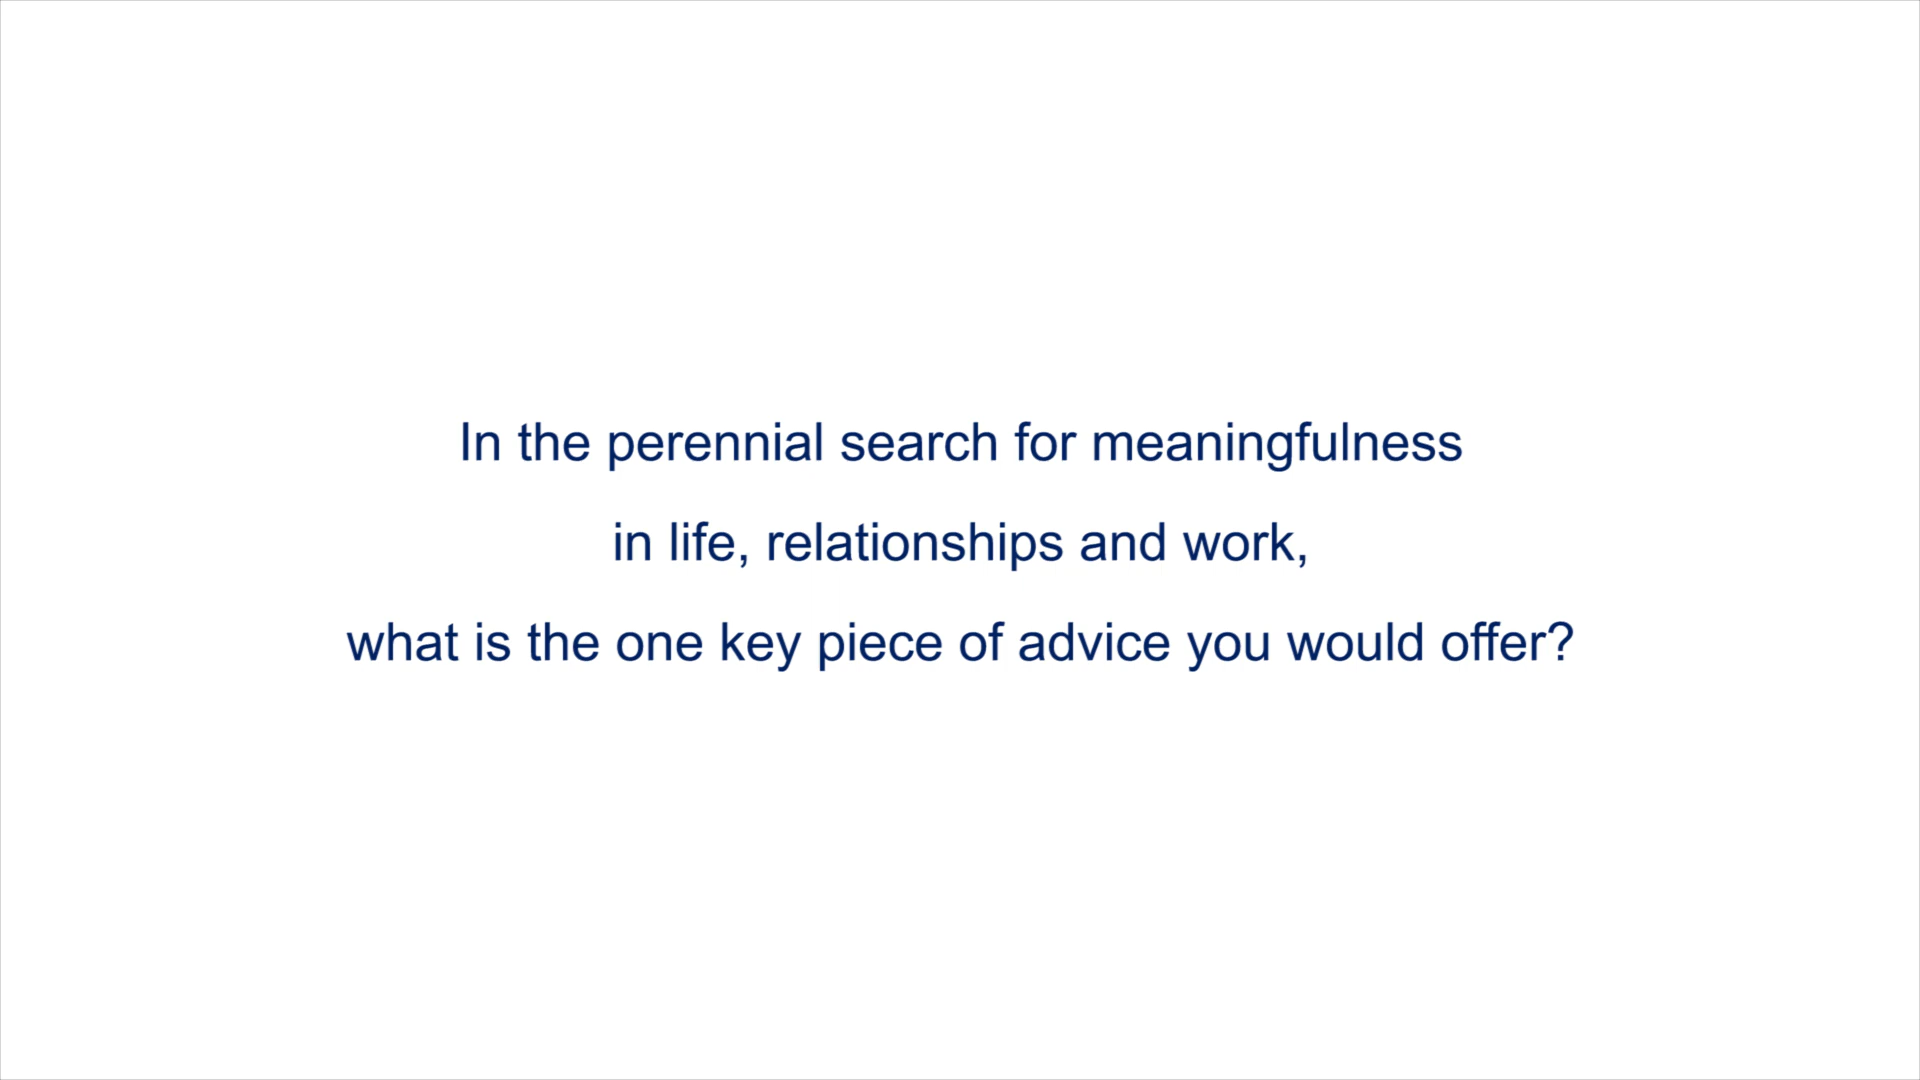 In the perennial search for meaningfulness
in life, relationships and work,
what is the one key piece of advice you would offer?